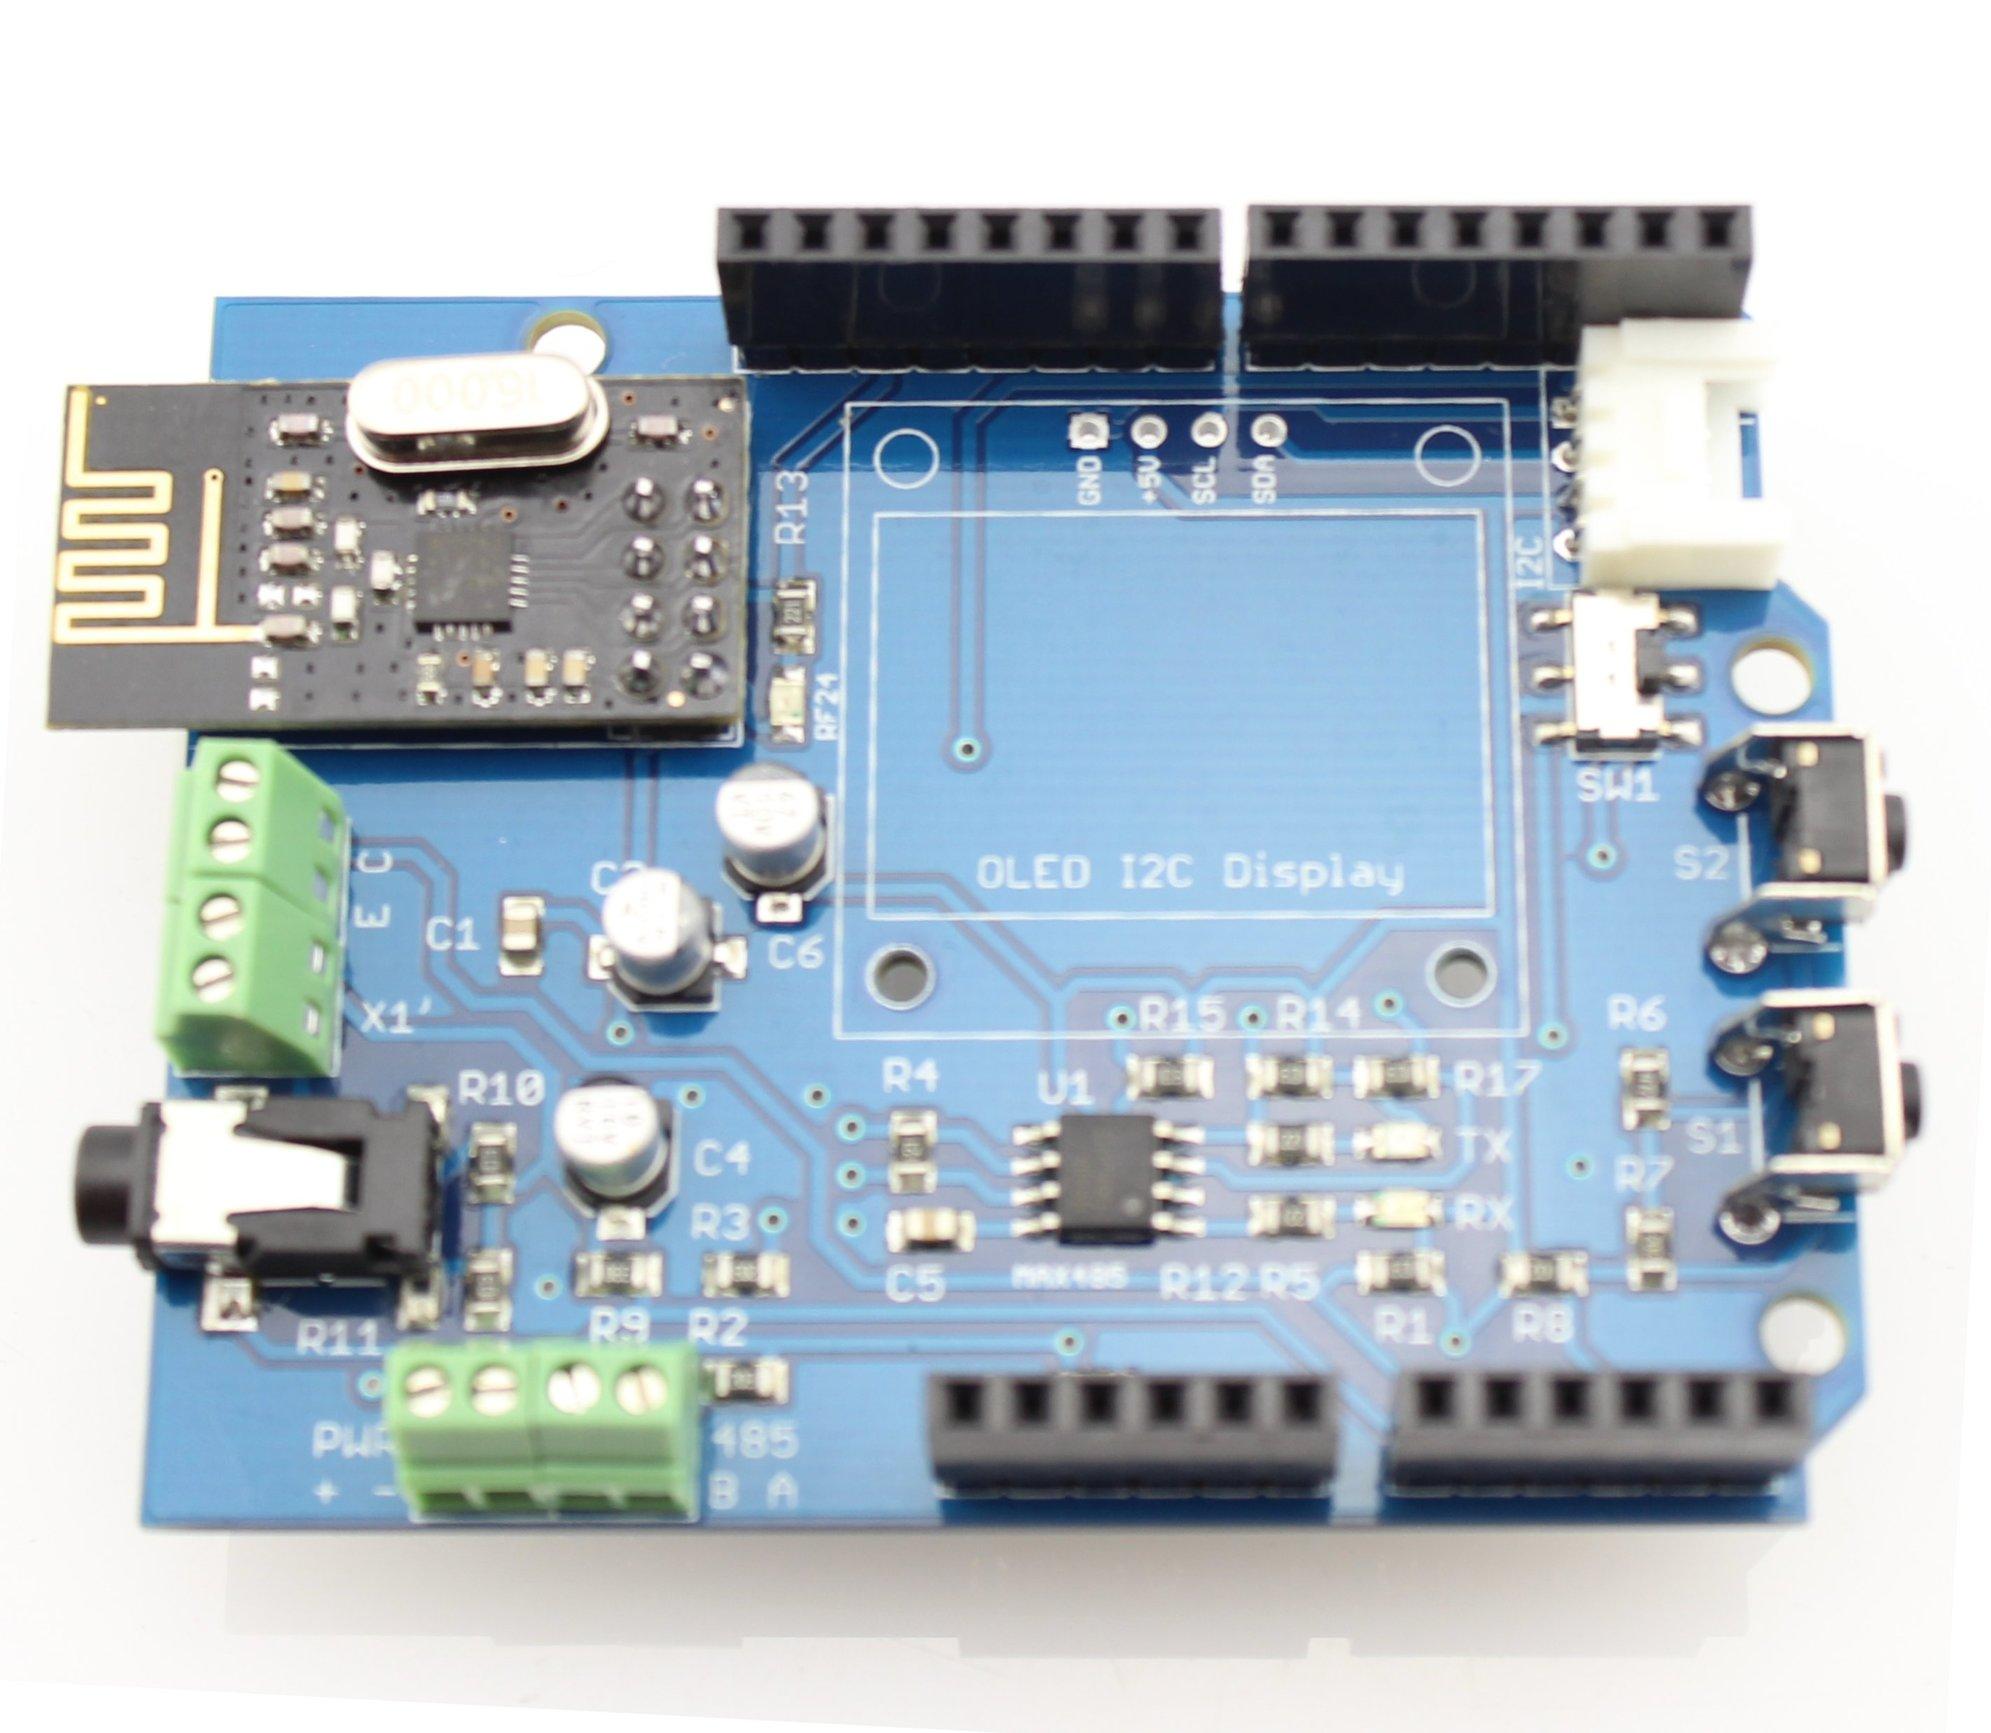 16.000
GND +5V SCL SDA
R13
I2C
221
RF24
SW1
OLED I2C Display
S2
C
E
C1
C6
X1'
R15 R14
R6
R10
R4
U1
R17
C4
TX
S1
R3
RX
R7
C5
MAX485
R12 R5
R11
R9
R2
R1
R8
PWR
485
+ -
B A